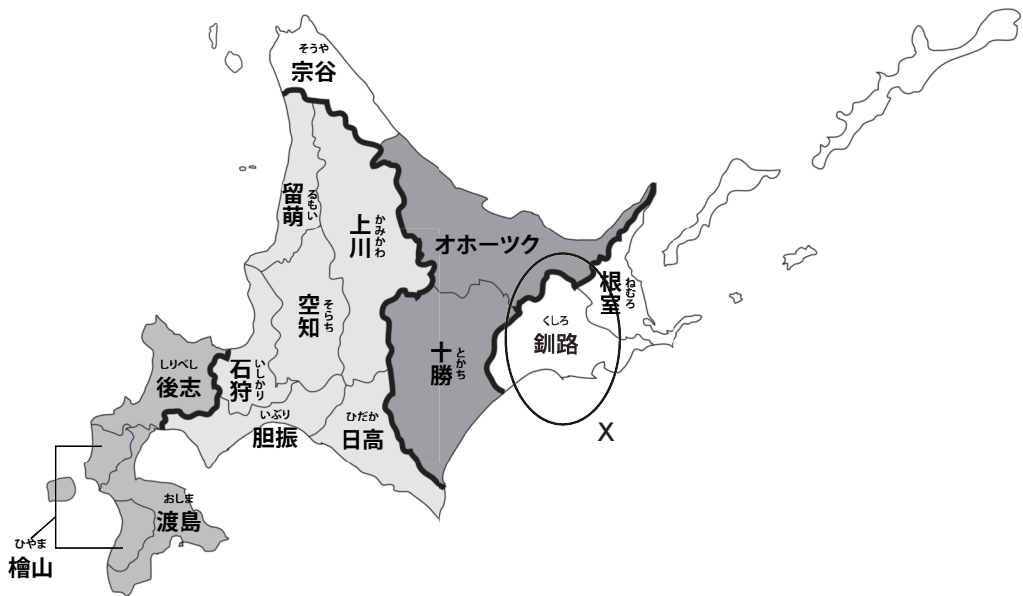 そうや
宗谷
留萌
るもい
上川
かみかわ
オホーツク
根室
ねむろ
空知
そらち
くしろ
釧路
十勝
とかち
しりべし
後志
石狩
いしかり
いぶり
胆振
ひだか
日高
X
おしま
渡島
ひやま
檜山